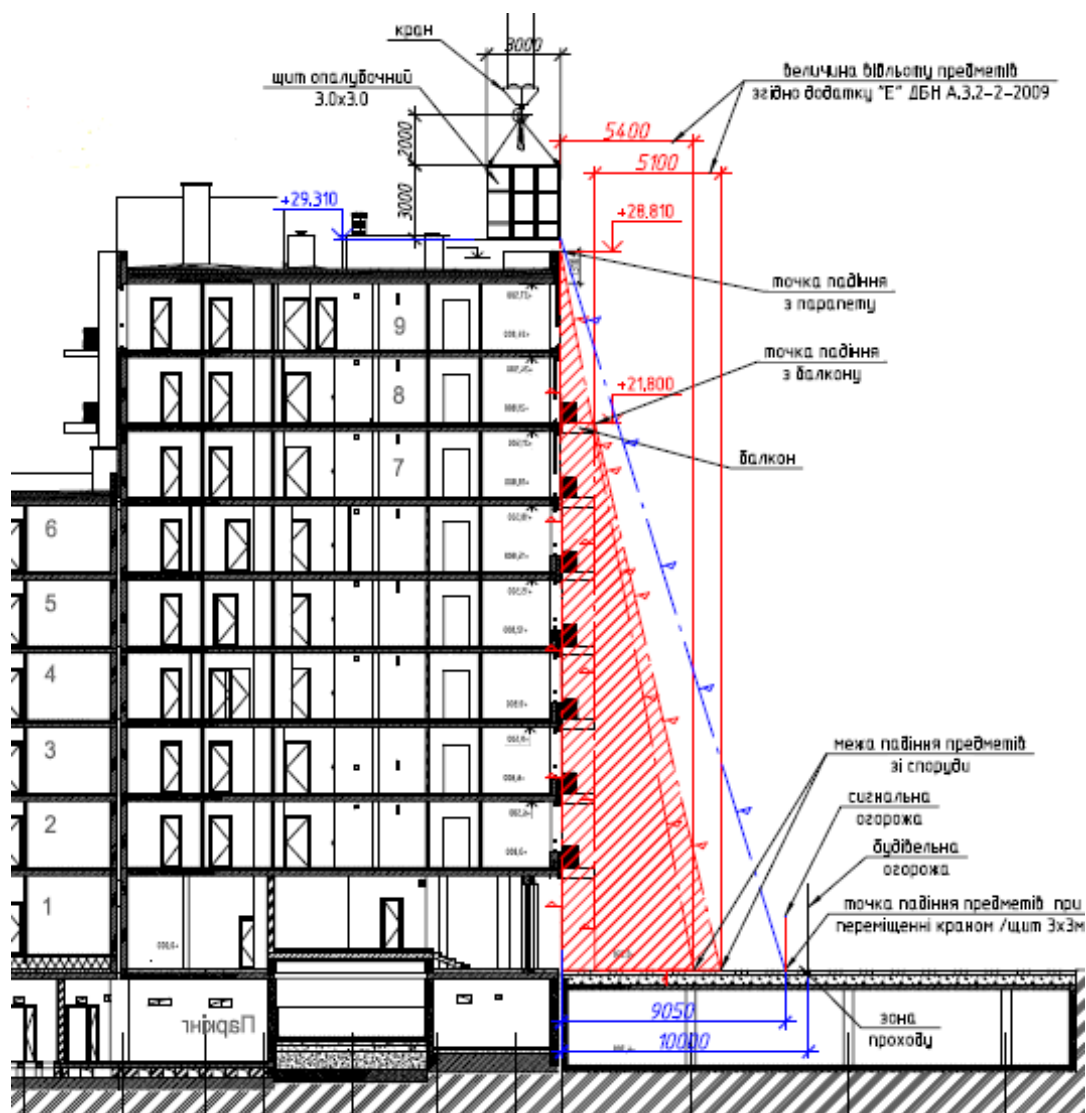 кран
3000
щит опалубочний
3.0х3.0
величина відльоту предметів
згідно додатку "Е" ДБН А.3.2-2-2009
2000
5400
5100
3000
+29,310
+28,810
точка падіння
з парапету
9
точка падіння
з балкону
8
+21,800
балкон
7
6
5
4
3
межа падіння предметів
зі споруди
сигнальна
огорожа
2
будівельна
огорожа
1
точка падіння предметів при
переміщенні краном /щит 3х3м
9050
Паркінг
зона
проходу
10000